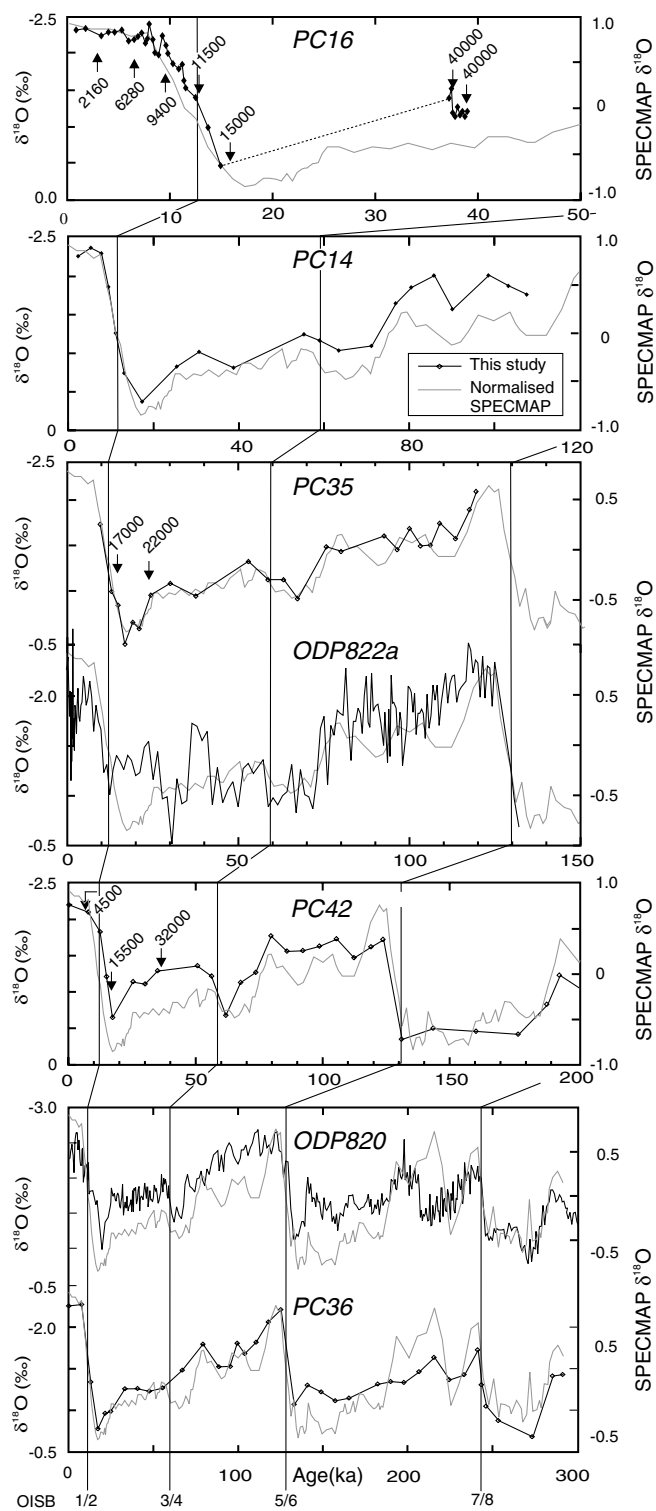 -2.5
PC16
1.0
2160
6280
9400
11500
15000
40000
40000
δ¹⁸O (‰)
0
SPECMAP δ¹⁸O
0.0
-1.0
0 10 20 30 40 50
-2.5
PC14
1.0
δ¹⁸O (‰)
0
SPECMAP δ¹⁸O
This study
Normalised
SPECMAP
0
-1.0
0 40 80 120
-2.5
PC35
0.5
17000
22000
δ¹⁸O (‰)
-0.5
SPECMAP δ¹⁸O
-0.5
ODP822a
-2.0
0.5
δ¹⁸O (‰)
-0.5
SPECMAP δ¹⁸O
-0.5
0 50 100 150
-2.5
PC42
1.0
4500
15500
32000
δ¹⁸O (‰)
0
SPECMAP δ¹⁸O
0
-1.0
0 50 100 150 200
-3.0
ODP820
0.5
δ¹⁸O (‰)
-0.5
SPECMAP δ¹⁸O
-0.5
PC36
-2.0
0.5
δ¹⁸O (‰)
-0.5
SPECMAP δ¹⁸O
-0.5
0 100 Age(ka) 200 300
OISB 1/2 3/4 5/6 7/8